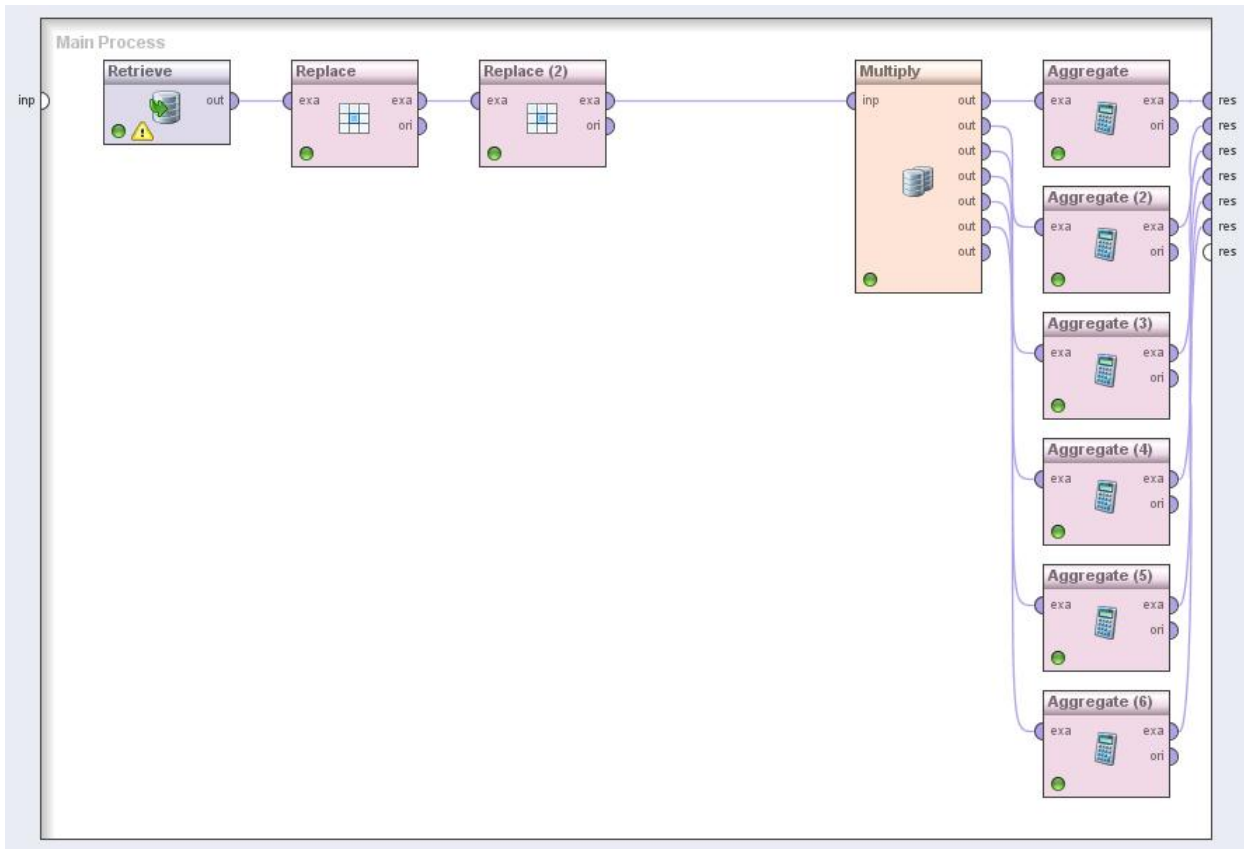 Main Process
Retrieve
Replace
Replace (2)
Multiply
Aggregate
inp
out
exa
exa
exa
exa
inp
out
exa
exa
res
ori
ori
out
ori
res
out
res
out
Aggregate (2)
res
out
res
out
exa
exa
res
out
ori
res
Aggregate (3)
exa
exa
ori
Aggregate (4)
exa
exa
ori
Aggregate (5)
exa
exa
ori
Aggregate (6)
exa
exa
ori